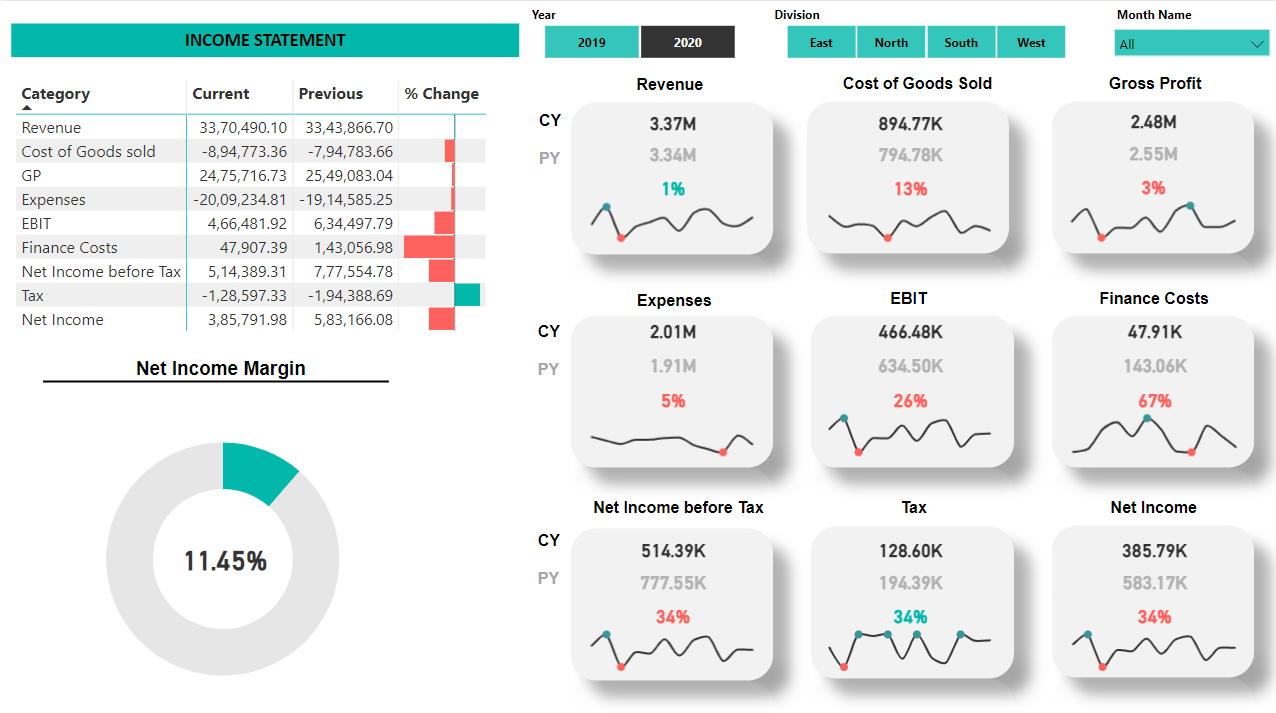 INCOME STATEMENT
Year
2019 2020
Division
East North South West
Month Name
All
Category Current Previous % Change
Revenue 33,70,490.10 33,43,866.70
Cost of Goods sold -8,94,773.36 -7,94,783.66
GP 24,75,716.73 25,49,083.04
Expenses -20,09,234.81 -19,14,585.25
EBIT 4,66,481.92 6,34,497.79
Finance Costs 47,907.39 1,43,056.98
Net Income before Tax 5,14,389.31 7,77,554.78
Tax -1,28,597.33 -1,94,388.69
Net Income 3,85,791.98 5,83,166.08
Net Income Margin
11.45%
Revenue
CY 3.37M
PY 3.34M
1%
Cost of Goods Sold
894.77K
794.78K
13%
Gross Profit
2.48M
2.55M
3%
Expenses
CY 2.01M
PY 1.91M
5%
EBIT
466.48K
634.50K
26%
Finance Costs
47.91K
143.06K
67%
Net Income before Tax
CY 514.39K
PY 777.55K
34%
Tax
128.60K
194.39K
34%
Net Income
385.79K
583.17K
34%